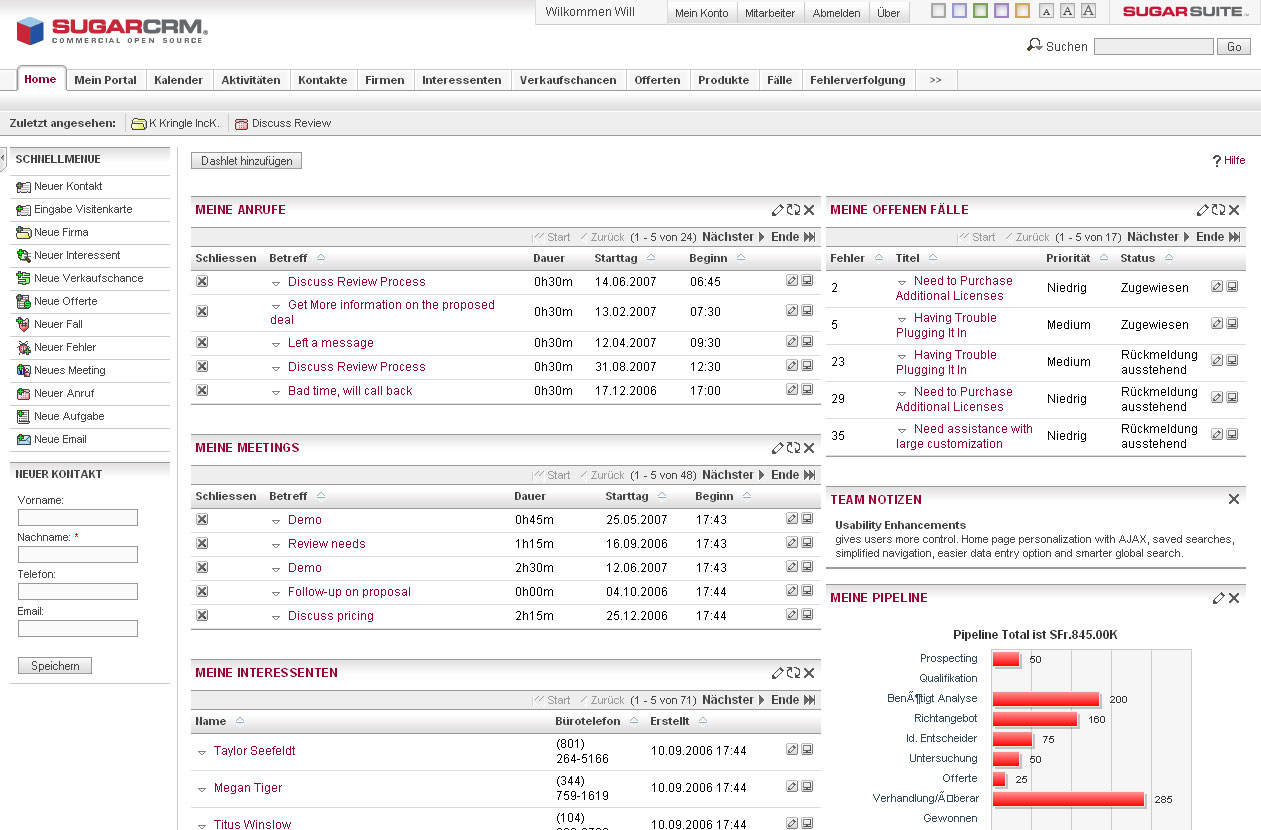 SUGARCRM®
COMMERCIAL OPEN SOURCE
Willkommen Will
Mein Konto Mitarbeiter Abmelden Über
A A A
SUGARSUITE™
Suchen Go
Home Mein Portal Kalender Aktivitäten Kontakte Firmen Interessenten Verkaufschancen Offerten Produkte Fälle Fehlerverfolgung >>
Zuletzt angesehen: K Kringle IncK. Discuss Review
SCHNELLMENUE
Neuer Kontakt
Eingabe Visitenkarte
Neue Firma
Neuer Interessent
Neue Verkaufschance
Neue Offerte
Neuer Fall
Neuer Fehler
Neues Meeting
Neuer Anruf
Neue Aufgabe
Neue Email
NEUER KONTAKT
Vorname:
Nachname: *
Telefon:
Email:
Speichern
Dashlet hinzufügen
? Hilfe
MEINE ANRUFE
Start Zurück (1 - 5 von 24) Nächster Ende
Schliessen Betreff Dauer Starttag Beginn
Discuss Review Process 0h30m 14.06.2007 06:45
Get More information on the proposed
deal 0h30m 13.02.2007 07:30
Left a message 0h30m 12.04.2007 09:30
Discuss Review Process 0h30m 31.08.2007 12:30
Bad time, will call back 0h30m 17.12.2006 17:00
MEINE MEETINGS
Start Zurück (1 - 5 von 48) Nächster Ende
Schliessen Betreff Dauer Starttag Beginn
Demo 0h45m 25.05.2007 17:43
Review needs 1h15m 16.09.2006 17:43
Demo 2h30m 12.06.2007 17:43
Follow-up on proposal 0h00m 04.10.2006 17:44
Discuss pricing 2h15m 25.12.2006 17:44
MEINE INTERESSENTEN
Start Zurück (1 - 5 von 71) Nächster Ende
Name Bürotelefon Erstellt
Taylor Seefeldt (801)
264-5166 10.09.2006 17:44
Megan Tiger (344)
759-1619 10.09.2006 17:44
Titus Winslow (104)
10.09.2006 17:44
MEINE OFFENEN FÄLLE
Start Zurück (1 - 5 von 17) Nächster Ende
Fehler Titel Priorität Status
2 Need to Purchase
Additional Licenses Niedrig Zugewiesen
5 Having Trouble
Plugging It In Medium Zugewiesen
23 Having Trouble
Plugging It In Medium Rückmeldung
ausstehend
29 Need to Purchase
Additional Licenses Niedrig Rückmeldung
ausstehend
35 Need assistance with
large customization Niedrig Rückmeldung
ausstehend
TEAM NOTIZEN
Usability Enhancements
gives users more control. Home page personalization with AJAX, saved searches,
simplified navigation, easier data entry option and smarter global search.
MEINE PIPELINE
Pipeline Total ist SFr.845.00K
Prospecting 50
Qualifikation
BenÃ¶tigt Analyse 200
Richtangebot 160
Id. Entscheider 75
Untersuchung 50
Offerte 25
285
Gewonnen